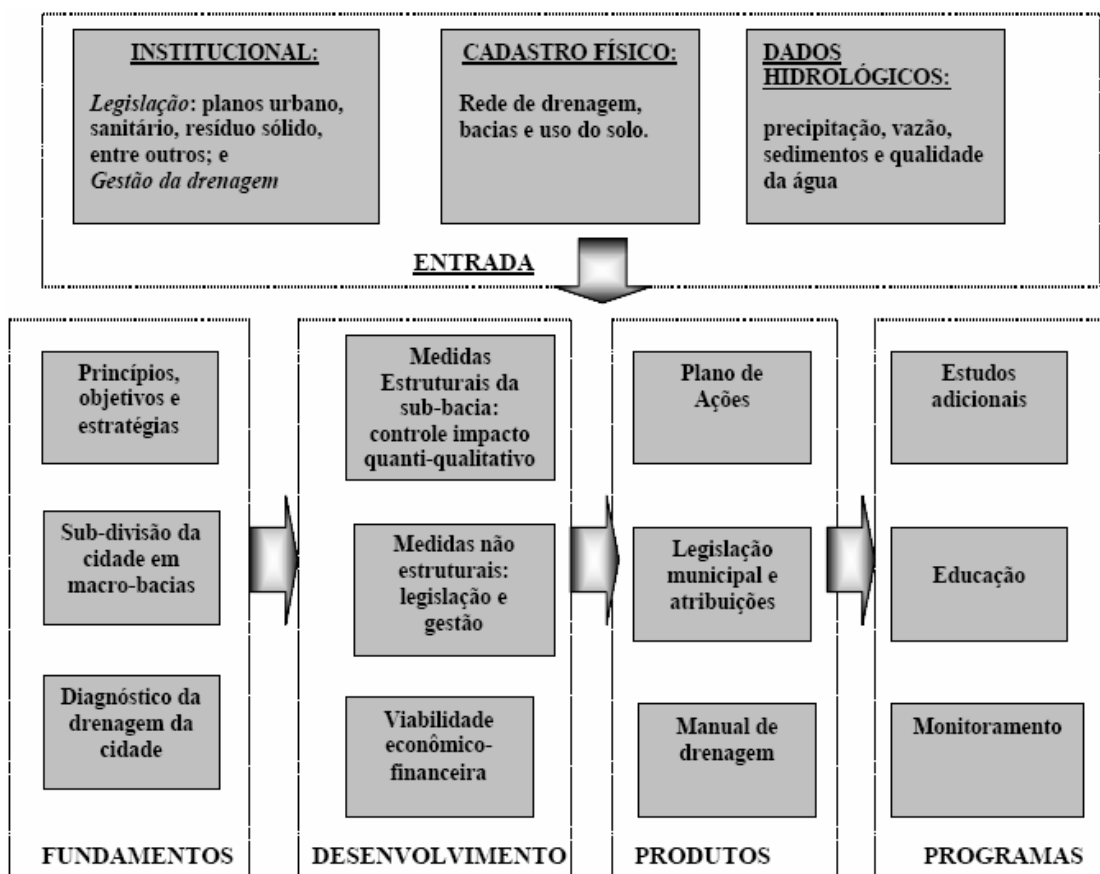 INSTITUCIONAL:
Legislação: planos urbano,
sanitário, resíduo sólido,
entre outros; e
Gestão da drenagem
CADASTRO FÍSICO:
Rede de drenagem,
bacias e uso do solo.
DADOS
HIDROLÓGICOS:
precipitação, vazão,
sedimentos e qualidade
da água
ENTRADA
Princípios,
objetivos e
estratégias
Sub-divisão da
cidade em
macro-bacias
Diagnóstico da
drenagem da
cidade
FUNDAMENTOS
Medidas
Estruturais da
sub-bacia:
controle impacto
quanti-qualitativo
Medidas não
estruturais:
legislação e
gestão
Viabilidade
econômico-
financeira
DESENVOLVIMENTO
Plano de
Ações
Legislação
municipal e
atribuições
Manual de
drenagem
PRODUTOS
Estudos
adicionais
Educação
Monitoramento
PROGRAMAS